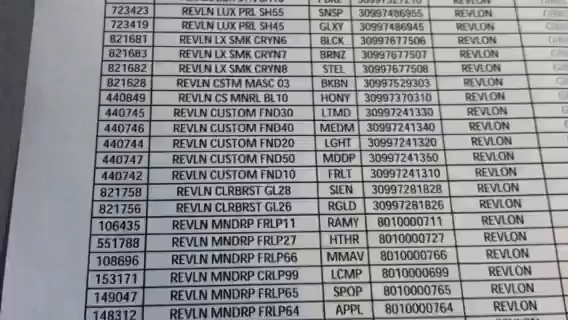 723423 REVLN LUX PRL SH55 SNSP 30997486955 REVLON
723419 REVLN LUX PRL SH45 GLXY 30997486945 REVLON
821681 REVLN LX SMK CRYN6 BLCK 30997677506 REVLON
821683 REVLN LX SMK CRYN7 BRNZ 30997677507 REVLON
821682 REVLN LX SMK CRYN8 STEL 30997677508 REVLON
821628 REVLN CSTM MASC 03 BKBN 30997529303 REVLON
440849 REVLN CS MNRL BL10 HONY 30997370310 REVLON
440745 REVLN CUSTOM FND30 LTMD 30997241330 REVLON
440746 REVLN CUSTOM FND40 MEDM 30997241340 REVLON
440744 REVLN CUSTOM FND20 LGHT 30997241320 REVLON
440747 REVLN CUSTOM FND50 MDDP 30997241350 REVLON
440742 REVLN CUSTOM FND10 FRLT 30997241310 REVLON
821758 REVLN CLRBRST GL28 SIEN 30997281828 REVLON
821756 REVLN CLRBRST GL26 RGLD 30997281826 REVLON
106435 REVLN MNDRP FRLP11 RAMY 8010000711 REVLON
551788 REVLN MNDRP FRLP27 HTHR 8010000727 REVLON
108696 REVLN MNDRP FRLP66 MMAV 8010000766 REVLON
153171 REVLN MNDRP FRLP99 LCMP 8010000699 REVLON
149047 REVLN MNDRP FRLP65 SPOP 8010000765 REVLON
148312 REVLN MNDRP FRLP64 APPL 8010000764 REVLON